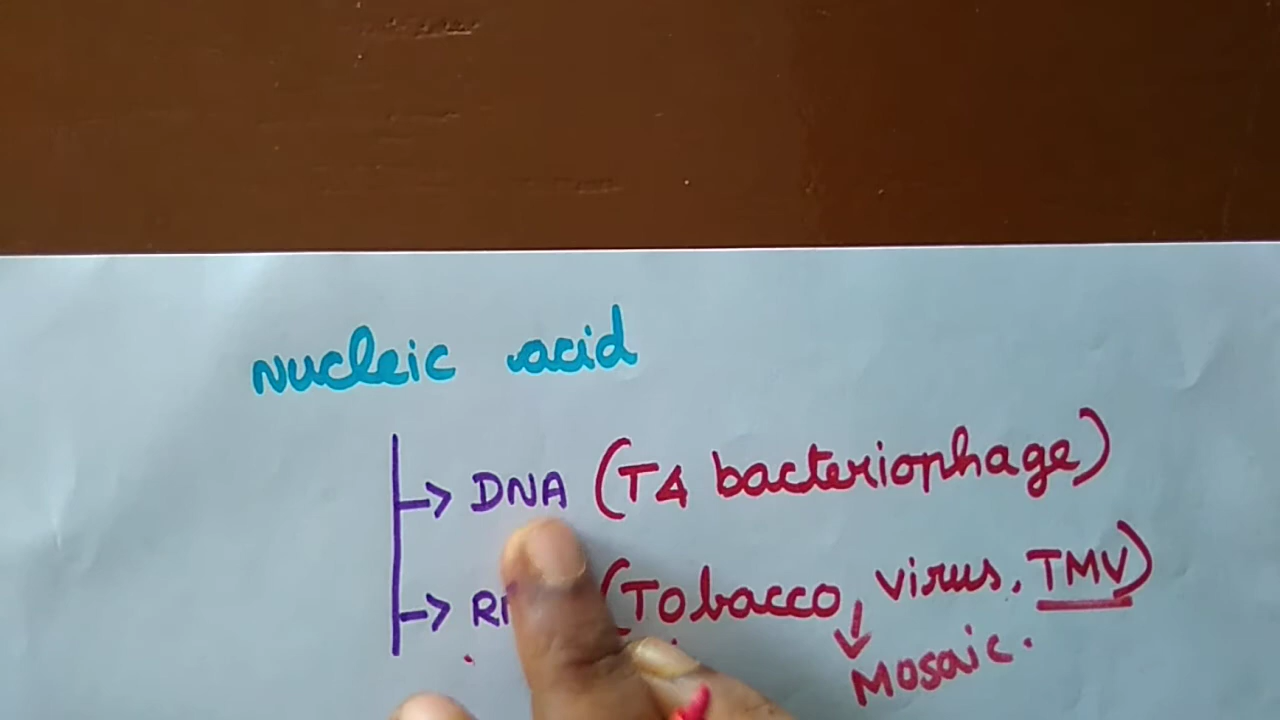 Nucleic acid
→ DNA (T4 bacteriophage)
→ (Tobacco virus. TMV)
↓
Mosaic.